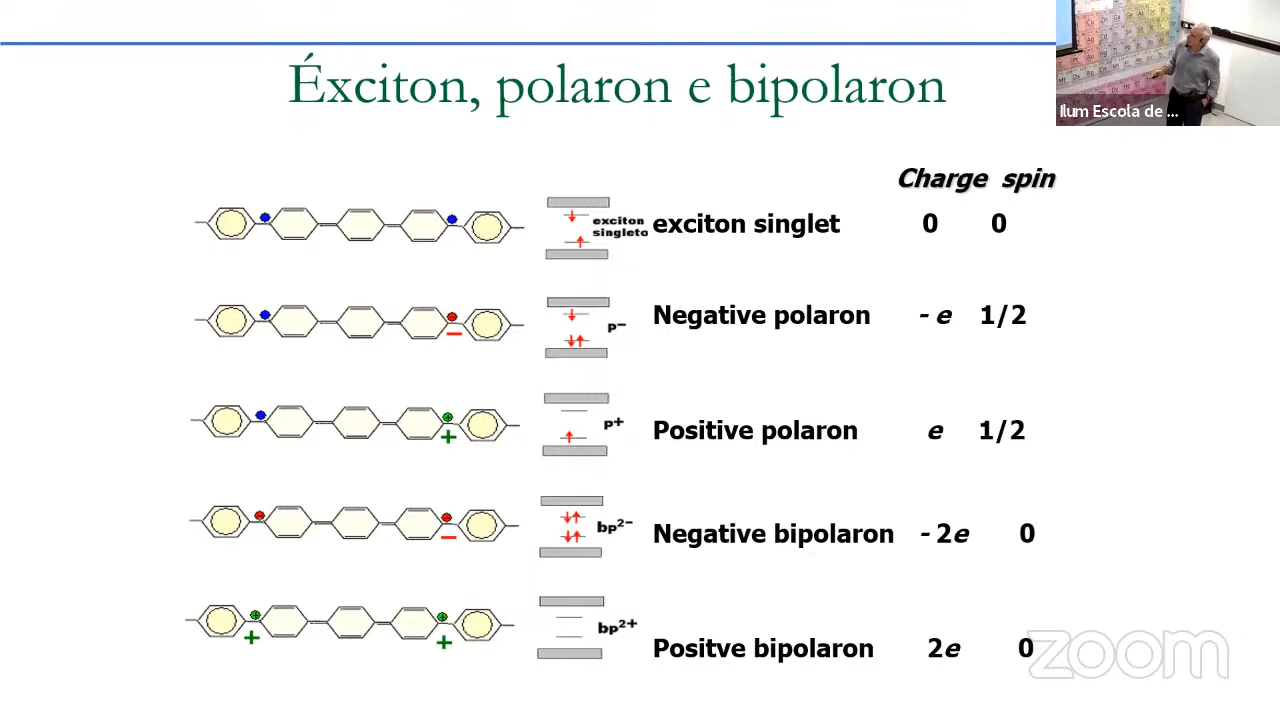 Éxciton, polaron e bipolaron
Ilum Escola de ...
Charge spin
exciton
singleto
exciton singlet 0 0
p−
Negative polaron - e 1/2
p+
Positive polaron e 1/2
bp²⁻
Negative bipolaron - 2e 0
bp²⁺
Positve bipolaron 2e 0
zoom